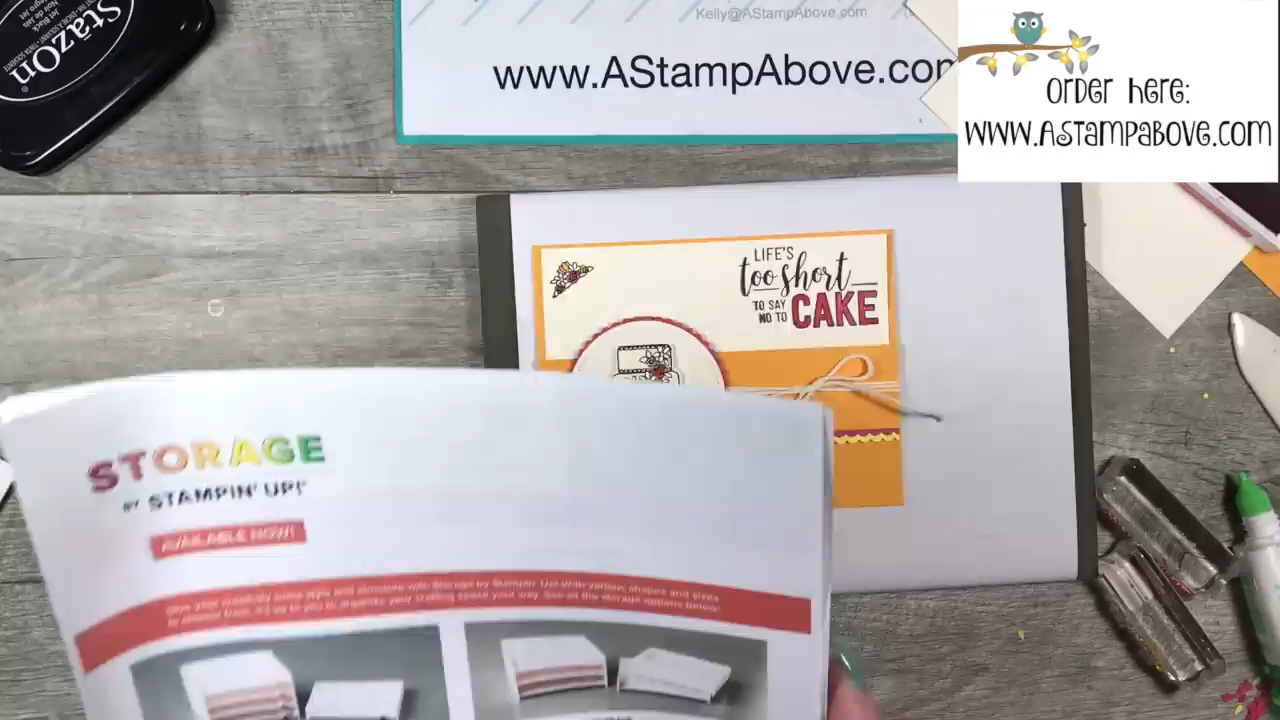 Kelly@AStampAbove.com
www.AStampAbove.com
Order here:
www.AStampabove.com
StāzOn
LIFE'S
too short
TO SAY
NO TO CAKE
STORAGE
BY STAMPIN' UP!
AVAILABLE NOW!